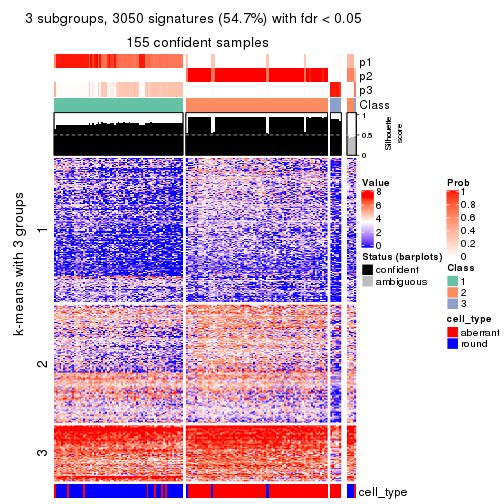 3 subgroups, 3050 signatures (54.7%) with fdr < 0.05
155 confident samples
p1
p2
p3
Class
1
0.5
0
Silhouette
score
k-means with 3 groups
1
2
3
cell_type
Value
8
6
4
2
0
Status (barplots)
confident
ambiguous
Prob
1
0.8
0.6
0.4
0.2
0
Class
1
2
3
cell_type
aberrant
round